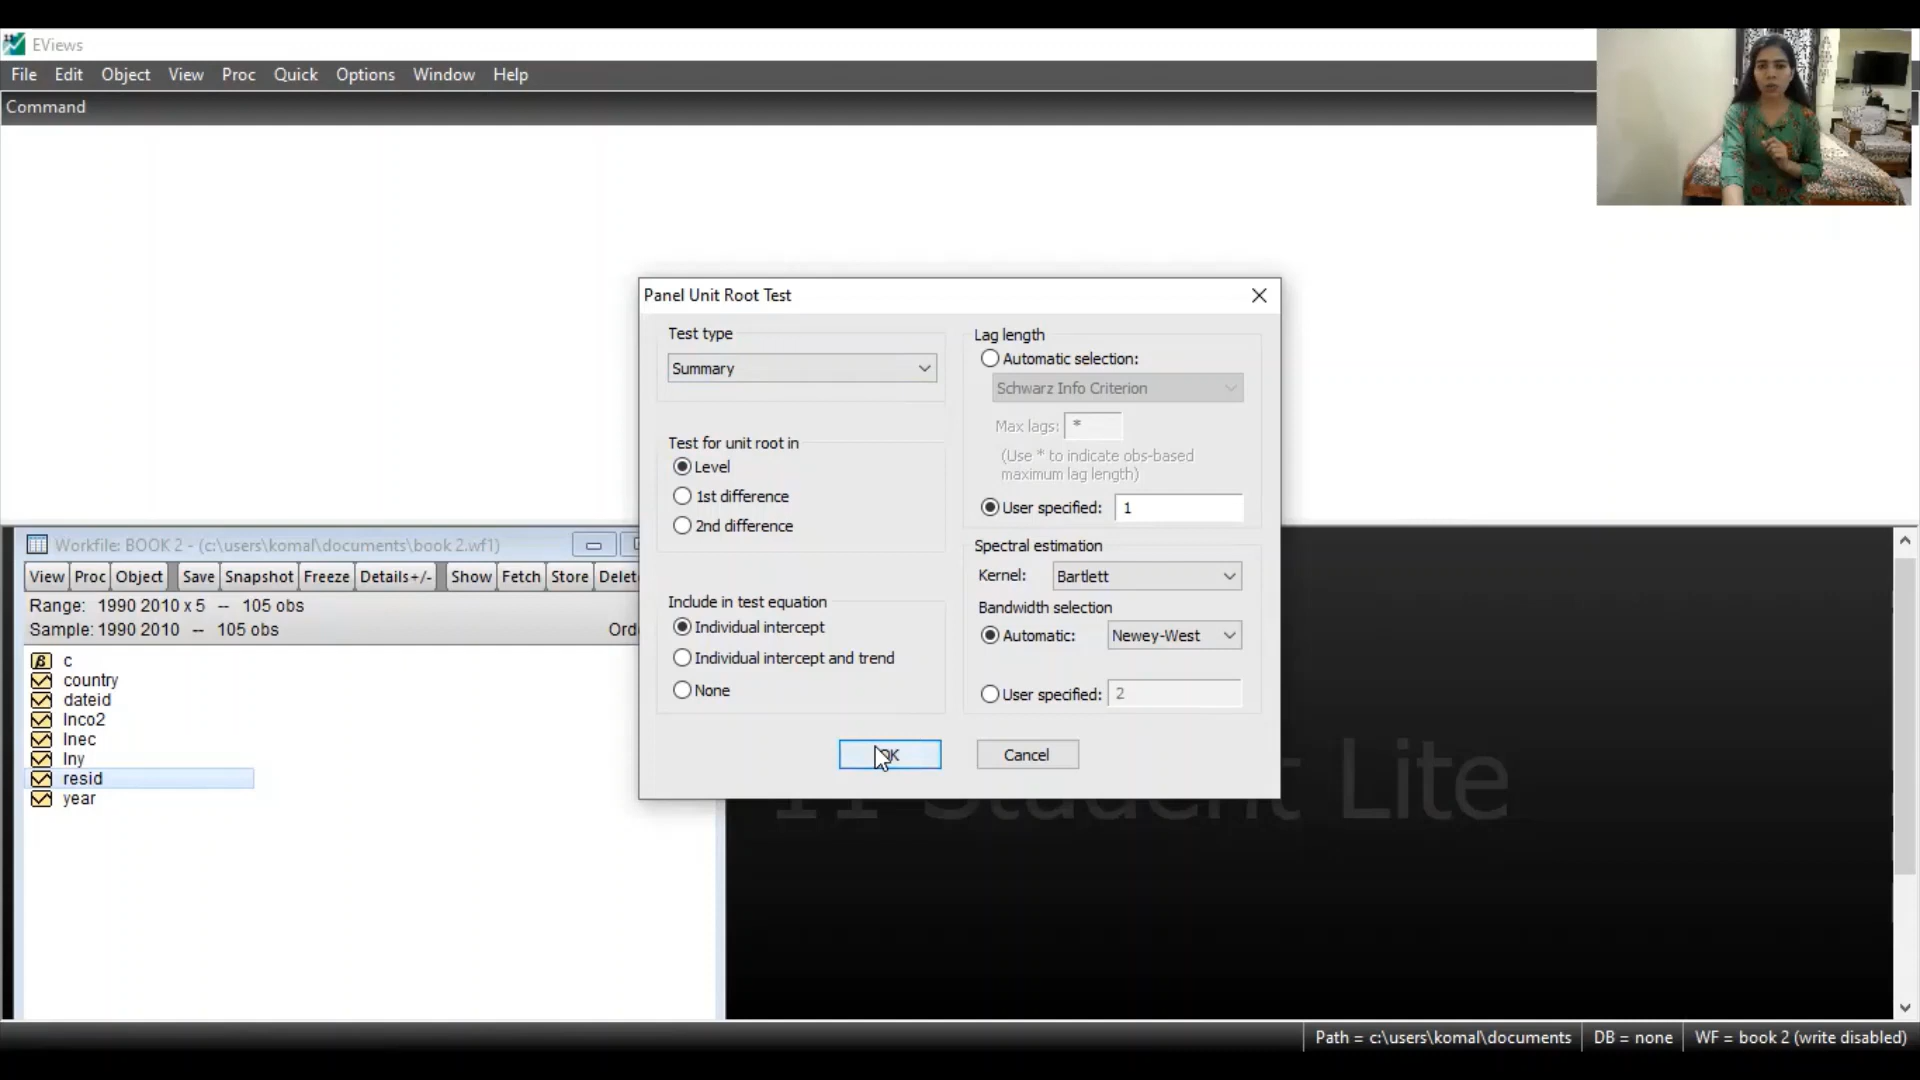 EViews
File Edit Object View Proc Quick Options Window Help
Command
Panel Unit Root Test
Test type
Summary
Test for unit root in
Level
1st difference
2nd difference
Include in test equation
Individual intercept
Individual intercept and trend
None
Lag length
Automatic selection:
Schwarz Info Criterion
Max lags: *
(Use * to indicate obs-based
maximum lag length)
User specified: 1
Spectral estimation
Kernel: Bartlett
Bandwidth selection
Automatic: Newey-West
User specified: 2
OK Cancel
Workfile: BOOK 2 - (c:\users\komal\documents\book 2.wf1)
View Proc Object Save Snapshot Freeze Details+/- Show Fetch Store Delet
Range: 1990 2010 x 5 -- 105 obs
Sample: 1990 2010 -- 105 obs Ord
c
country
dateid
lnco2
lnec
lny
resid
year
11 Student Lite
Path = c:\users\komal\documents DB = none WF = book 2 (write disabled)